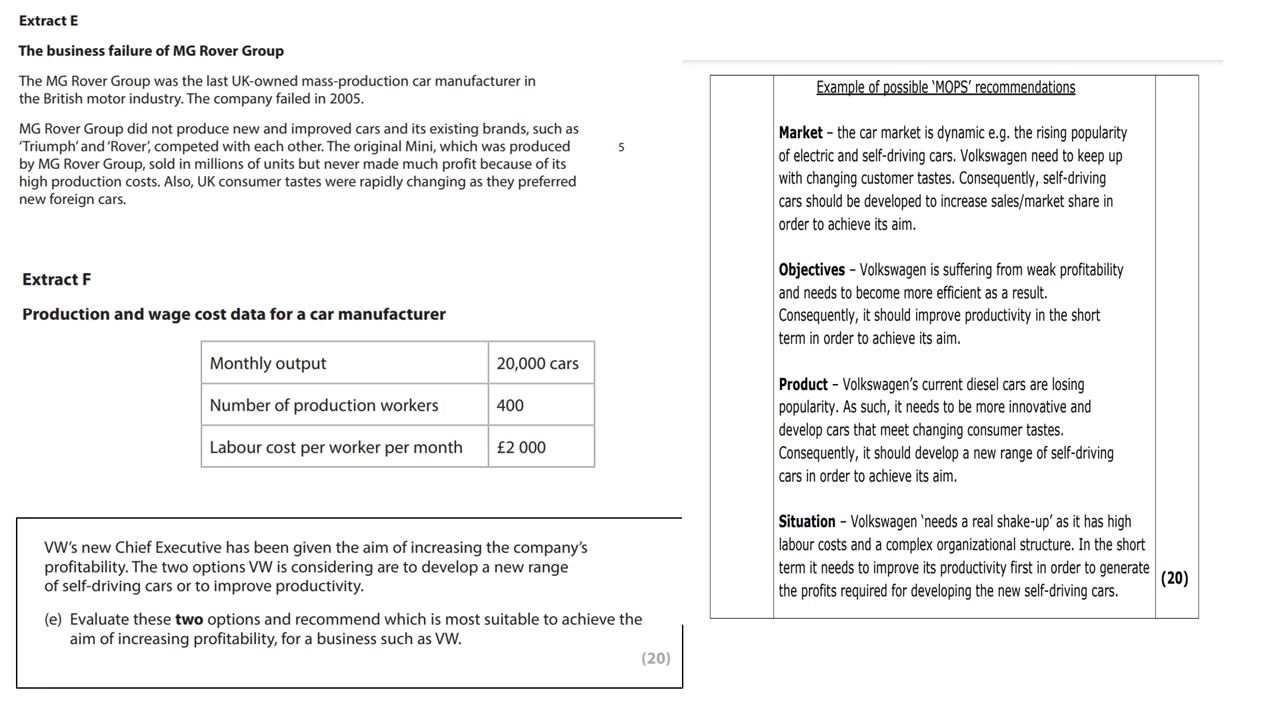 Extract E
The business failure of MG Rover Group
The MG Rover Group was the last UK-owned mass-production car manufacturer in
the British motor industry. The company failed in 2005.
MG Rover Group did not produce new and improved cars and its existing brands, such as
‘Triumph’ and ‘Rover’, competed with each other. The original Mini, which was produced 5
by MG Rover Group, sold in millions of units but never made much profit because of its
high production costs. Also, UK consumer tastes were rapidly changing as they preferred
new foreign cars.
Extract F
Production and wage cost data for a car manufacturer
Monthly output 20,000 cars
Number of production workers 400
Labour cost per worker per month £2 000
VW’s new Chief Executive has been given the aim of increasing the company’s
profitability. The two options VW is considering are to develop a new range
of self-driving cars or to improve productivity.
(e) Evaluate these two options and recommend which is most suitable to achieve the
aim of increasing profitability, for a business such as VW.
(20)
Example of possible ‘MOPS’ recommendations
Market – the car market is dynamic e.g. the rising popularity
of electric and self-driving cars. Volkswagen need to keep up
with changing customer tastes. Consequently, self-driving
cars should be developed to increase sales/market share in
order to achieve its aim.
Objectives – Volkswagen is suffering from weak profitability
and needs to become more efficient as a result.
Consequently, it should improve productivity in the short
term in order to achieve its aim.
Product – Volkswagen’s current diesel cars are losing
popularity. As such, it needs to be more innovative and
develop cars that meet changing consumer tastes.
Consequently, it should develop a new range of self-driving
cars in order to achieve its aim.
Situation – Volkswagen ‘needs a real shake-up’ as it has high
labour costs and a complex organizational structure. In the short
term it needs to improve its productivity first in order to generate
the profits required for developing the new self-driving cars.
(20)